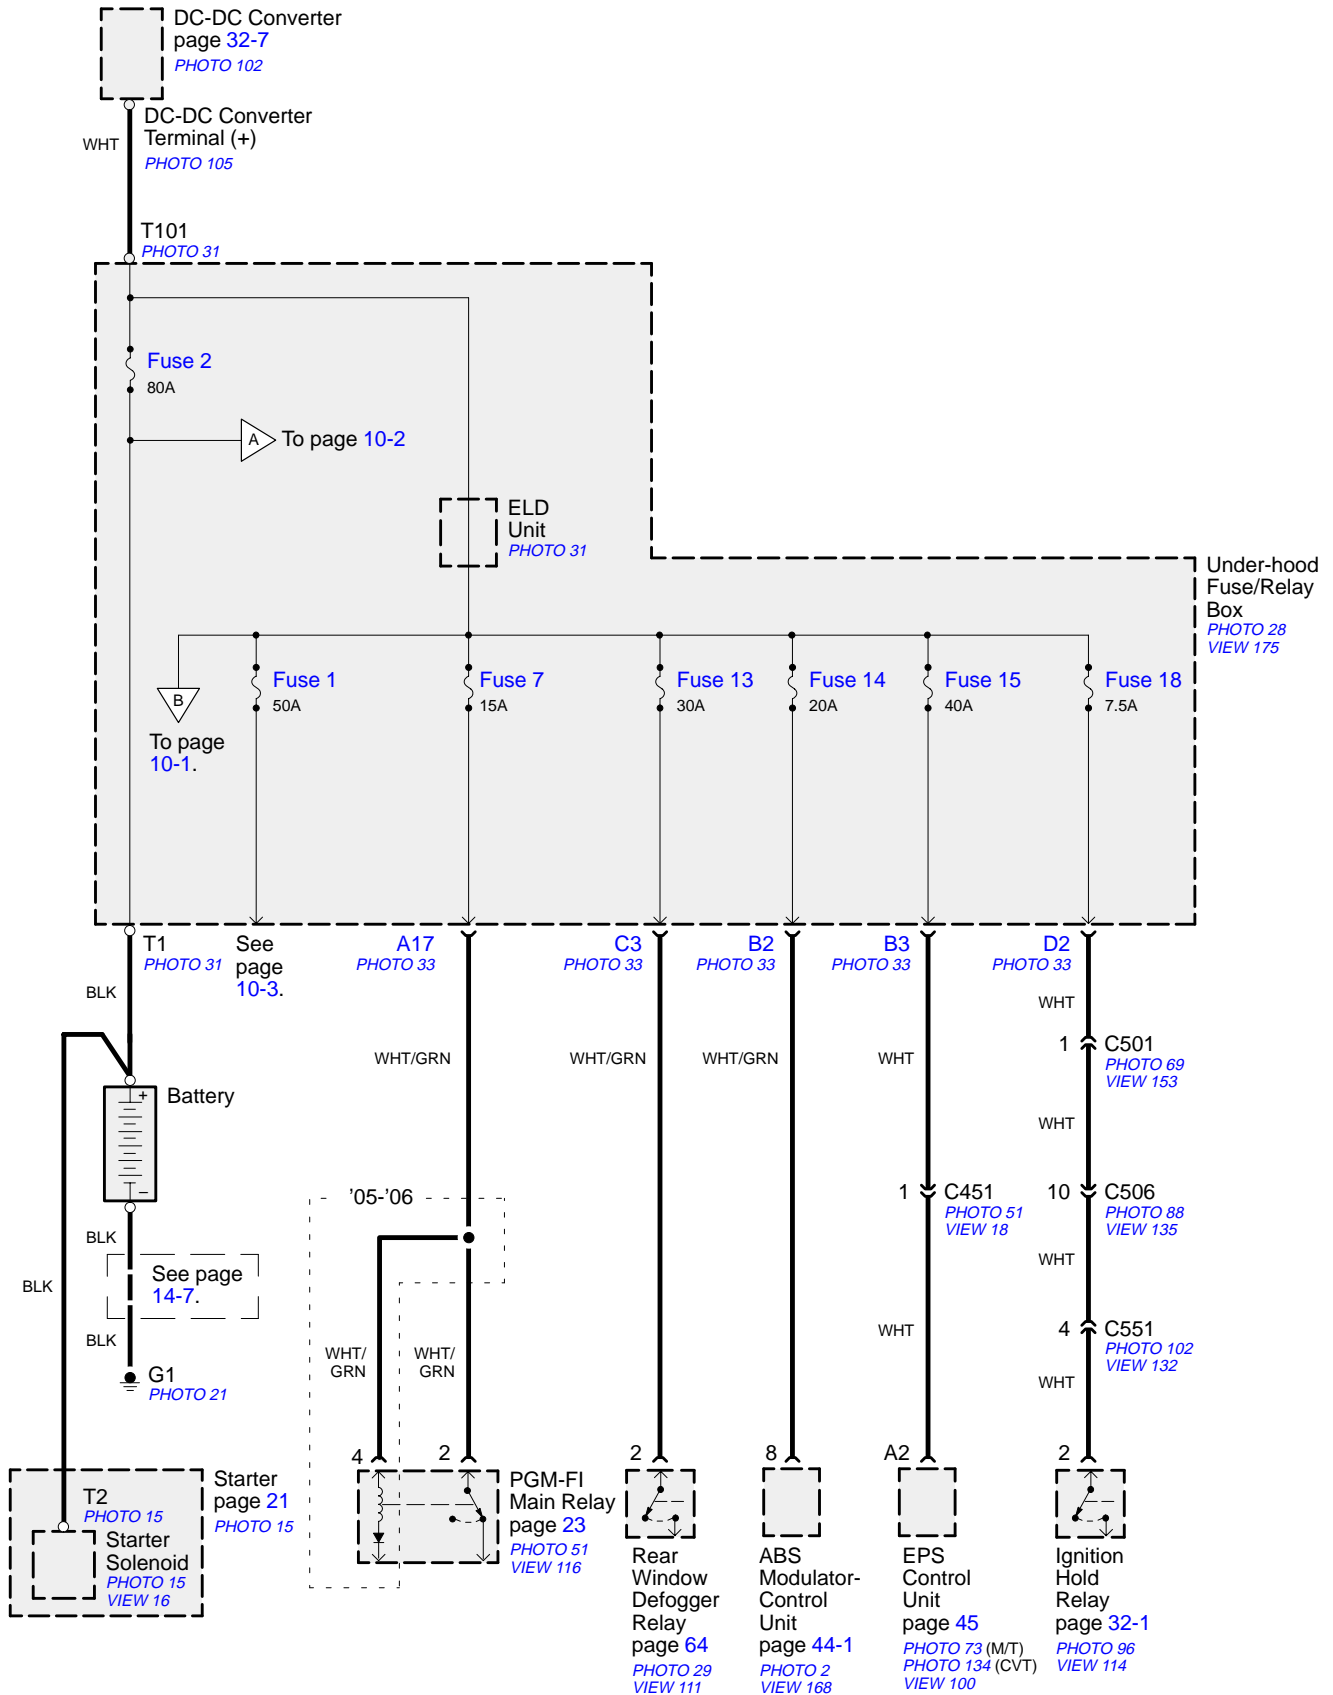 DC-DC Converter
page 32-7
PHOTO 102
DC-DC Converter
Terminal (+)
PHOTO 105
WHT
T101
PHOTO 31
Fuse 2
80A
A
To page 10-2
ELD
Unit
PHOTO 31
Under-hood
Fuse/Relay
Box
PHOTO 28
VIEW 175
B
To page
10-1.
Fuse 1
50A
Fuse 7
15A
Fuse 13
30A
Fuse 14
20A
Fuse 15
40A
Fuse 18
7.5A
T1
PHOTO 31
See
page
10-3.
A17
PHOTO 33
C3
PHOTO 33
B2
PHOTO 33
B3
PHOTO 33
D2
PHOTO 33
BLK
WHT
1
C501
PHOTO 69
VIEW 153
WHT/GRN
WHT/GRN
WHT/GRN
WHT
Battery
+
−
WHT
'05-'06
1
C451
PHOTO 51
VIEW 18
10
C506
PHOTO 88
VIEW 135
BLK
See page
14-7.
BLK
WHT
BLK
G1
PHOTO 21
WHT/
GRN
WHT/
GRN
WHT
4
C551
PHOTO 102
VIEW 132
WHT
4
2
2
8
A2
2
T2
PHOTO 15
Starter
page 21
PHOTO 15
Starter
Solenoid
PHOTO 15
VIEW 16
PGM-FI
Main Relay
page 23
PHOTO 51
VIEW 116
Rear
Window
Defogger
Relay
page 64
PHOTO 29
VIEW 111
ABS
Modulator-
Control
Unit
page 44-1
PHOTO 2
VIEW 168
EPS
Control
Unit
page 45
PHOTO 73 (M/T)
PHOTO 134 (CVT)
VIEW 100
Ignition
Hold
Relay
page 32-1
PHOTO 96
VIEW 114